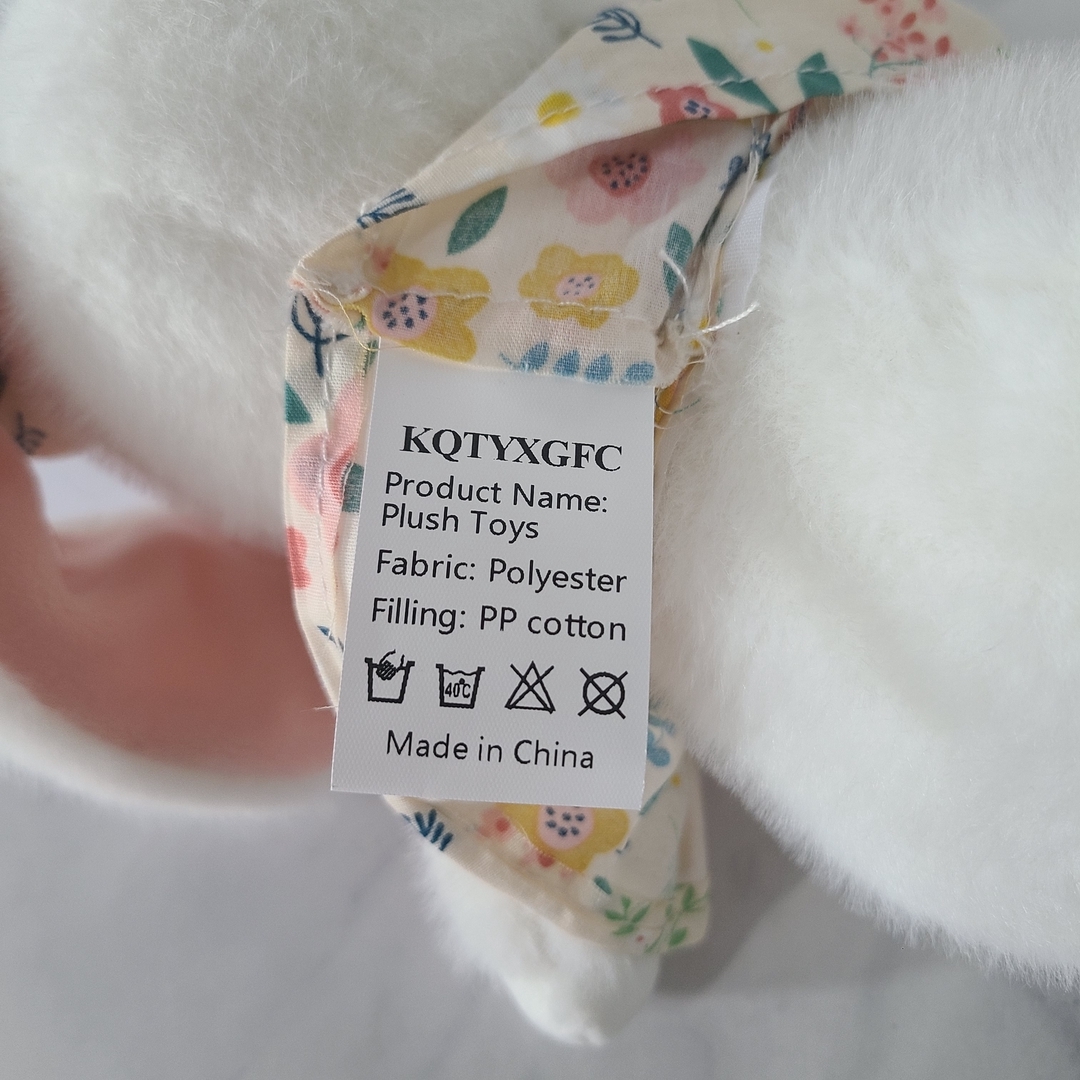 KQTYXGFC
Product Name:
Plush Toys
Fabric: Polyester
Filling: PP cotton
40℃
Made in China